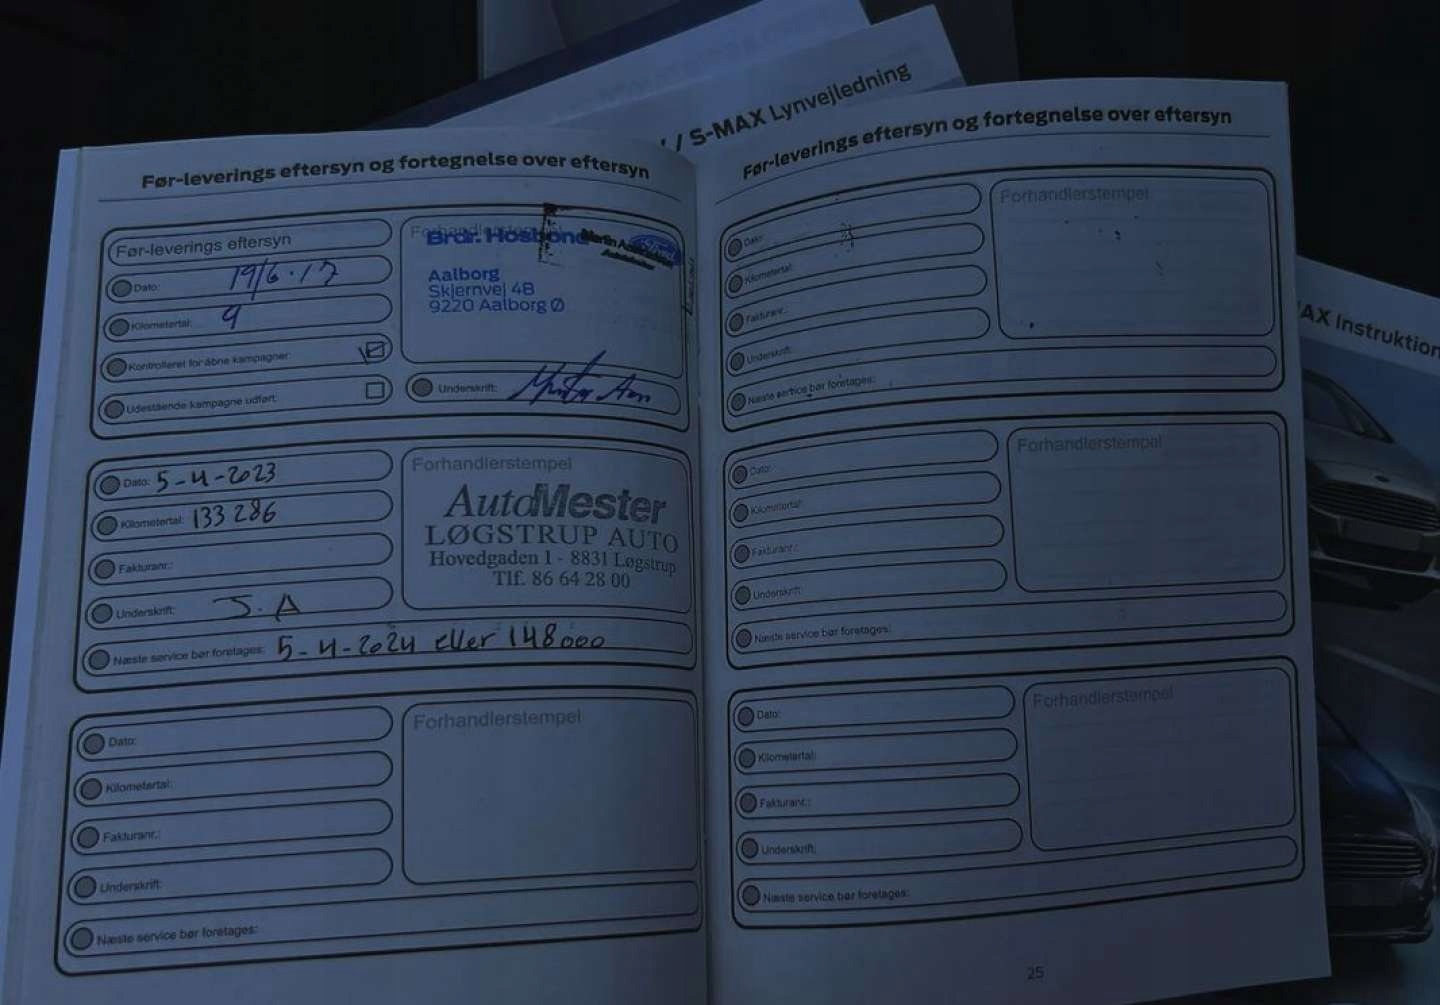 / S-MAX Lynvejledning
Før-leverings eftersyn og fortegnelse over eftersyn
Før-leverings eftersyn
Dato: 19/6-17
Kilometertal: 9
Kontrolleret for åbne kampagner:
Udestående kampagne udført:
Forhandlerstempel
Brdr. Hosbond
Ford
Aalborg
Skjernvej 4B
9220 Aalborg Ø
Underskrift:
Dato: 5-4-2023
Kilometertal: 133 286
Fakturanr.:
Underskrift: J.A
Næste service bør foretages: 5-4-2024 eller 148000
Forhandlerstempel
AutoMester
LØGSTRUP AUTO
Hovedgaden 1 - 8831 Løgstrup
Tlf. 86 64 28 00
Dato:
Kilometertal:
Fakturanr.:
Underskrift:
Næste service bør foretages:
Forhandlerstempel
Før-leverings eftersyn og fortegnelse over eftersyn
Dato:
Kilometertal:
Fakturanr.:
Underskrift:
Næste service bør foretages:
Forhandlerstempel
Dato:
Kilometertal:
Fakturanr.:
Underskrift:
Næste service bør foretages:
Forhandlerstempel
Dato:
Kilometertal:
Fakturanr.:
Underskrift:
Næste service bør foretages:
Forhandlerstempel
25
AX Instruktion